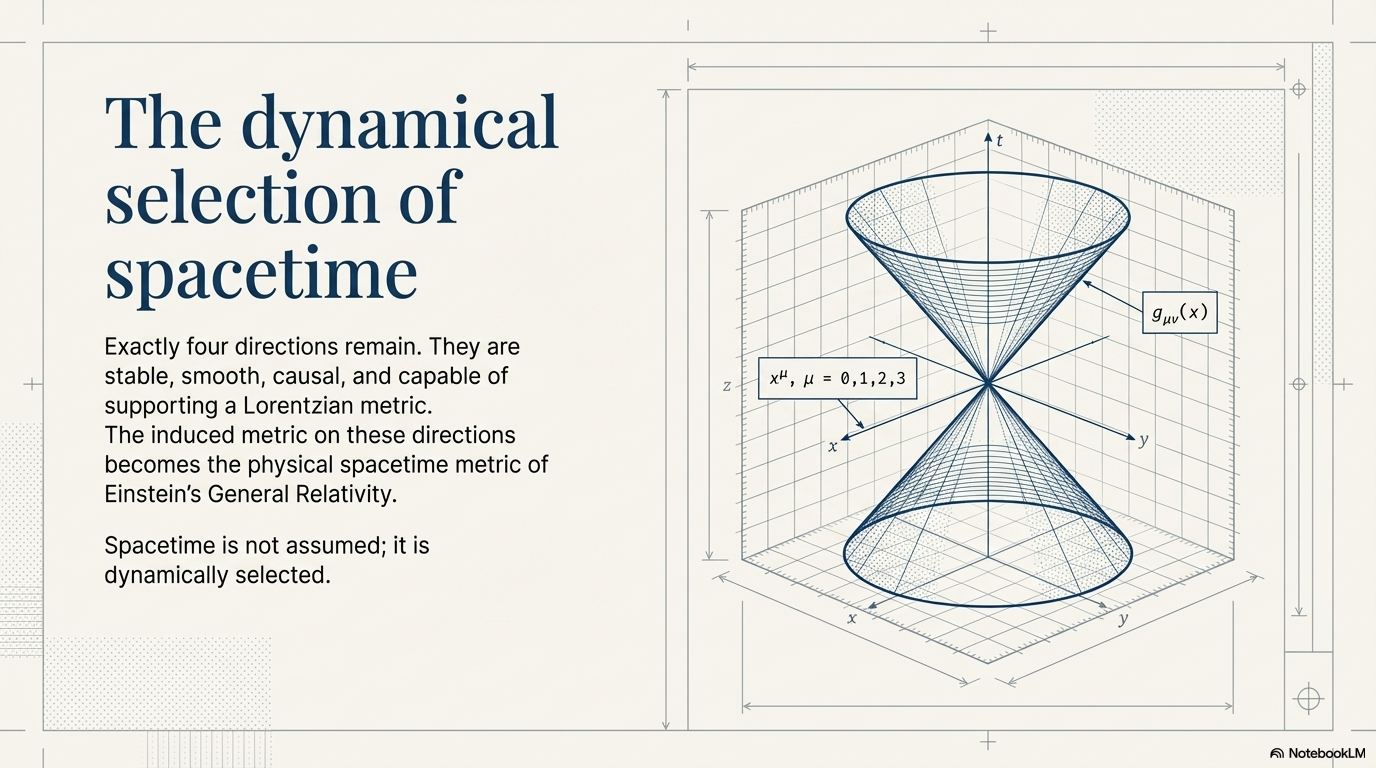 The dynamical
selection of
spacetime
Exactly four directions remain. They are
stable, smooth, causal, and capable of
supporting a Lorentzian metric.
The induced metric on these directions
becomes the physical spacetime metric of
Einstein's General Relativity.
Spacetime is not assumed; it is
dynamically selected.
t
g_μν(x)
x^μ, μ = 0,1,2,3
z
x
y
x
y
NotebookLM